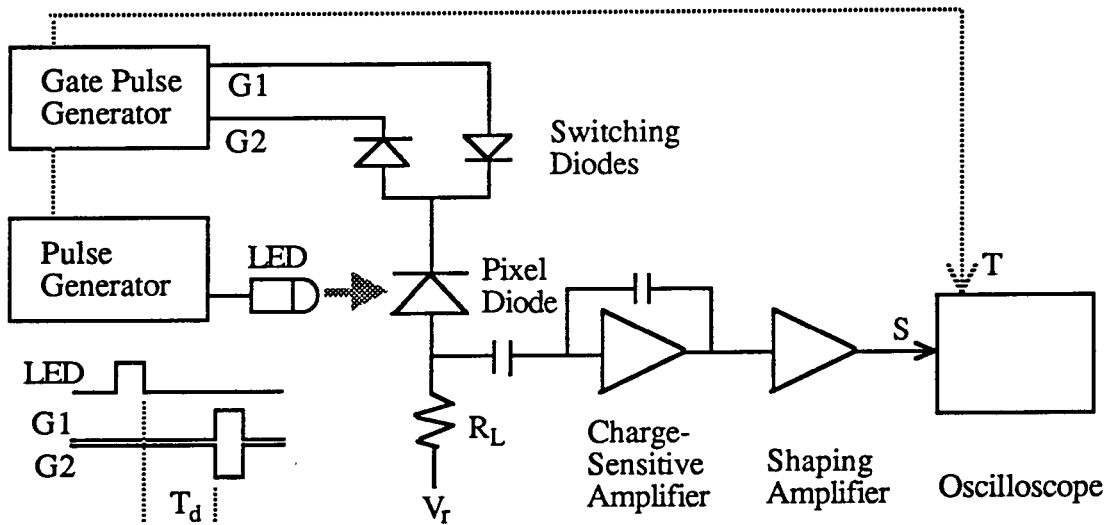 Gate Pulse
Generator
G1
G2
Switching
Diodes
Pulse
Generator
LED
Pixel
Diode
T
S
LED
G1
G2
T_d
R_L
V_r
Charge-
Sensitive
Amplifier
Shaping
Amplifier
Oscilloscope